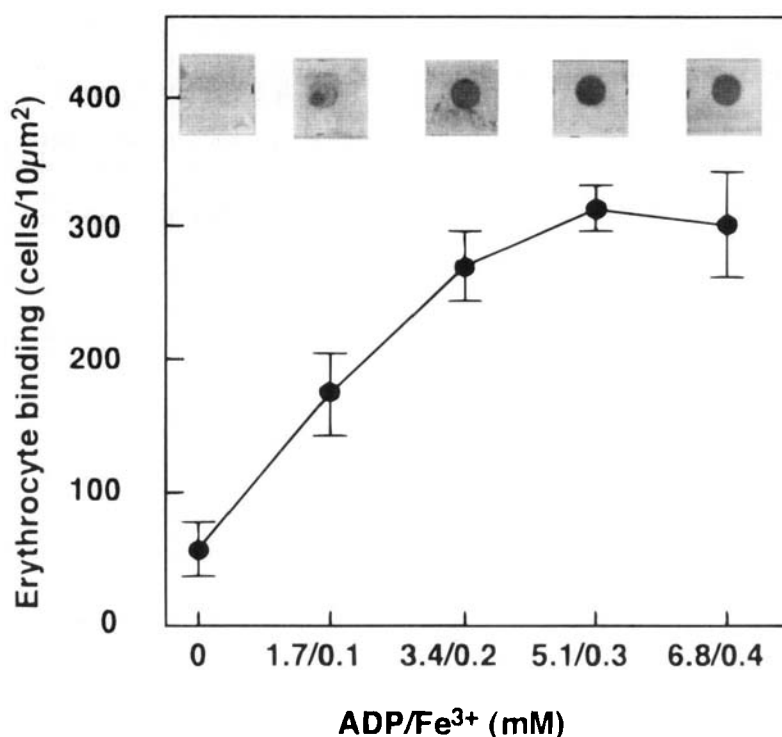 Erythrocyte binding (cells/10µm²)
400
300
200
100
0
0 1.7/0.1 3.4/0.2 5.1/0.3 6.8/0.4
ADP/Fe³⁺ (mM)